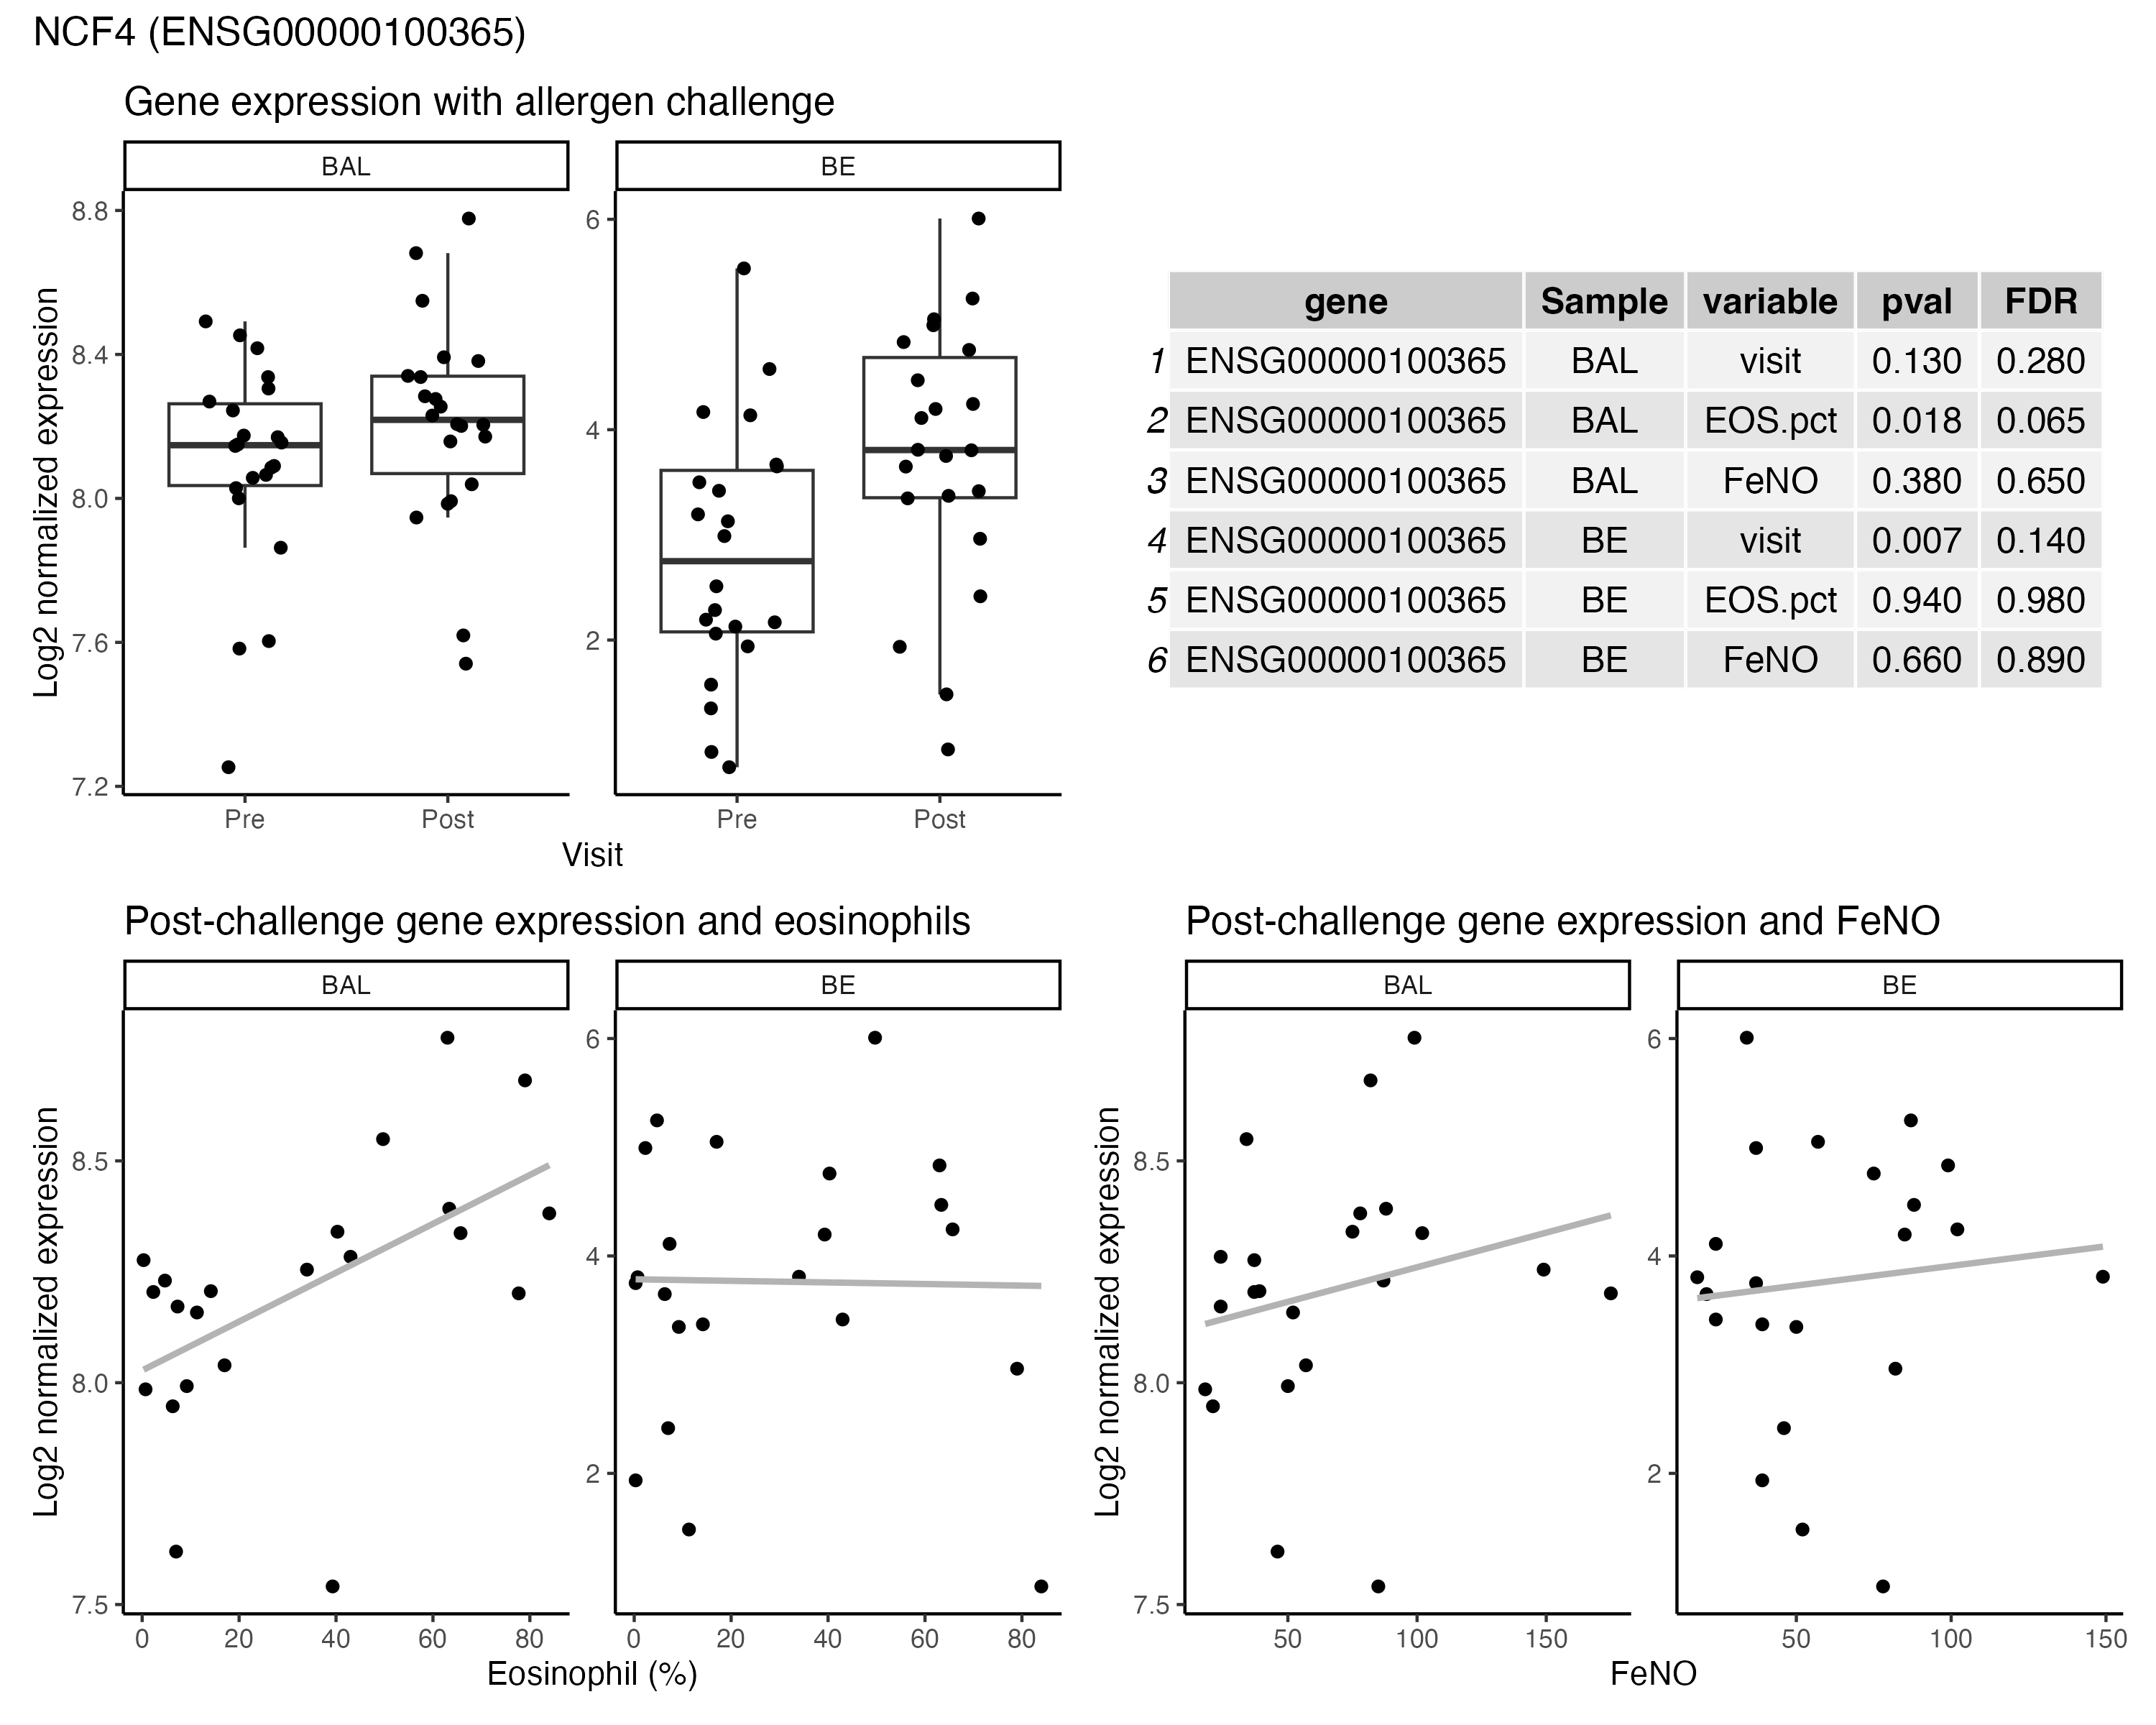 NCF4 (ENSG00000100365)
Gene expression with allergen challenge
BAL
BE
Log2 normalized expression
8.8
8.4
8.0
7.6
7.2
6
4
2
Pre
Post
Pre
Post
Visit
gene Sample variable pval FDR
1 ENSG00000100365 BAL visit 0.130 0.280
2 ENSG00000100365 BAL EOS.pct 0.018 0.065
3 ENSG00000100365 BAL FeNO 0.380 0.650
4 ENSG00000100365 BE visit 0.007 0.140
5 ENSG00000100365 BE EOS.pct 0.940 0.980
6 ENSG00000100365 BE FeNO 0.660 0.890
Post-challenge gene expression and eosinophils
BAL
BE
Log2 normalized expression
8.5
8.0
7.5
6
4
2
0 20 40 60 80
0 20 40 60 80
Eosinophil (%)
Post-challenge gene expression and FeNO
BAL
BE
Log2 normalized expression
8.5
8.0
7.5
6
4
2
50 100 150
50 100 150
FeNO